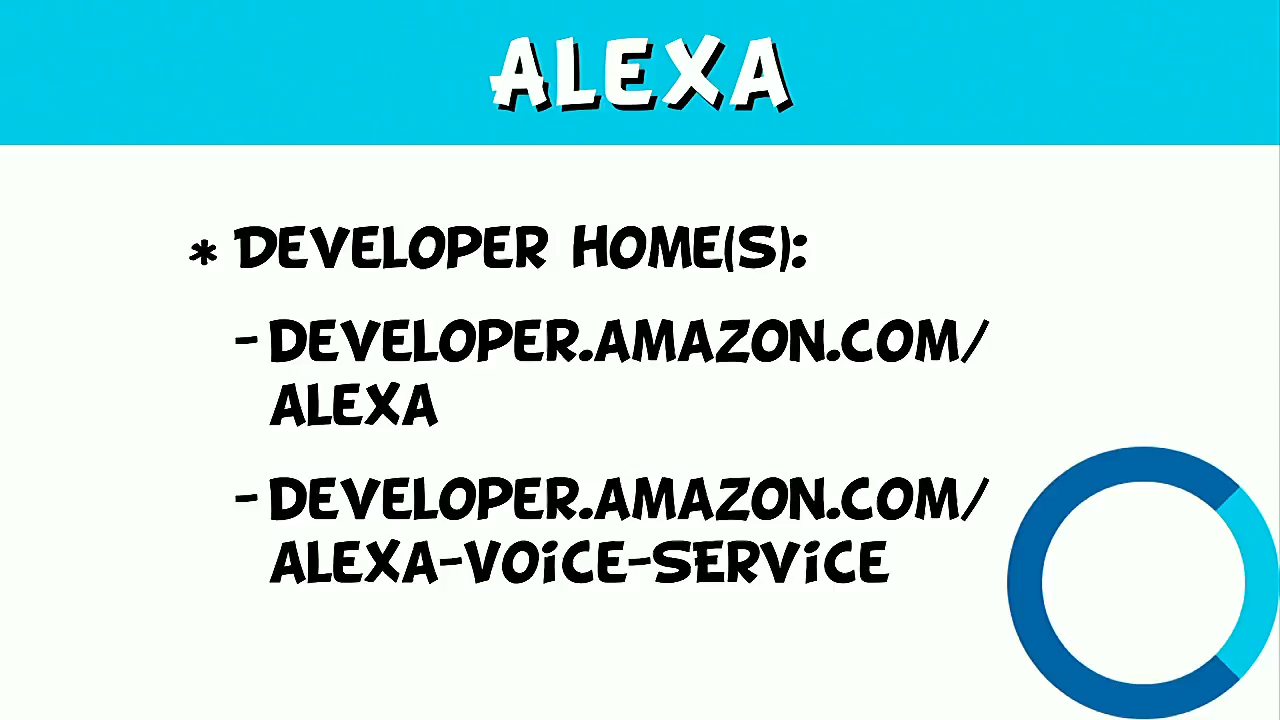 ALEXA
* DEVELOPER HOME(S):
- DEVELOPER.AMAZON.COM/
ALEXA
- DEVELOPER.AMAZON.COM/
ALEXA-VOiCE-SERViCE